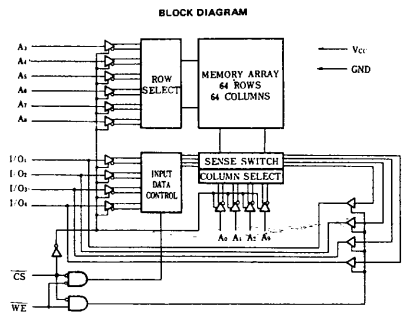 BLOCK DIAGRAM
A3
A4
A5
A6
A7
A8
ROW
SELECT
MEMORY ARRAY
64 ROWS
64 COLUMNS
VCC
GND
I/O1
I/O2
I/O3
I/O4
INPUT
DATA
CONTROL
SENSE SWITCH
COLUMN SELECT
A0 A1 A2 A9
CS
WE